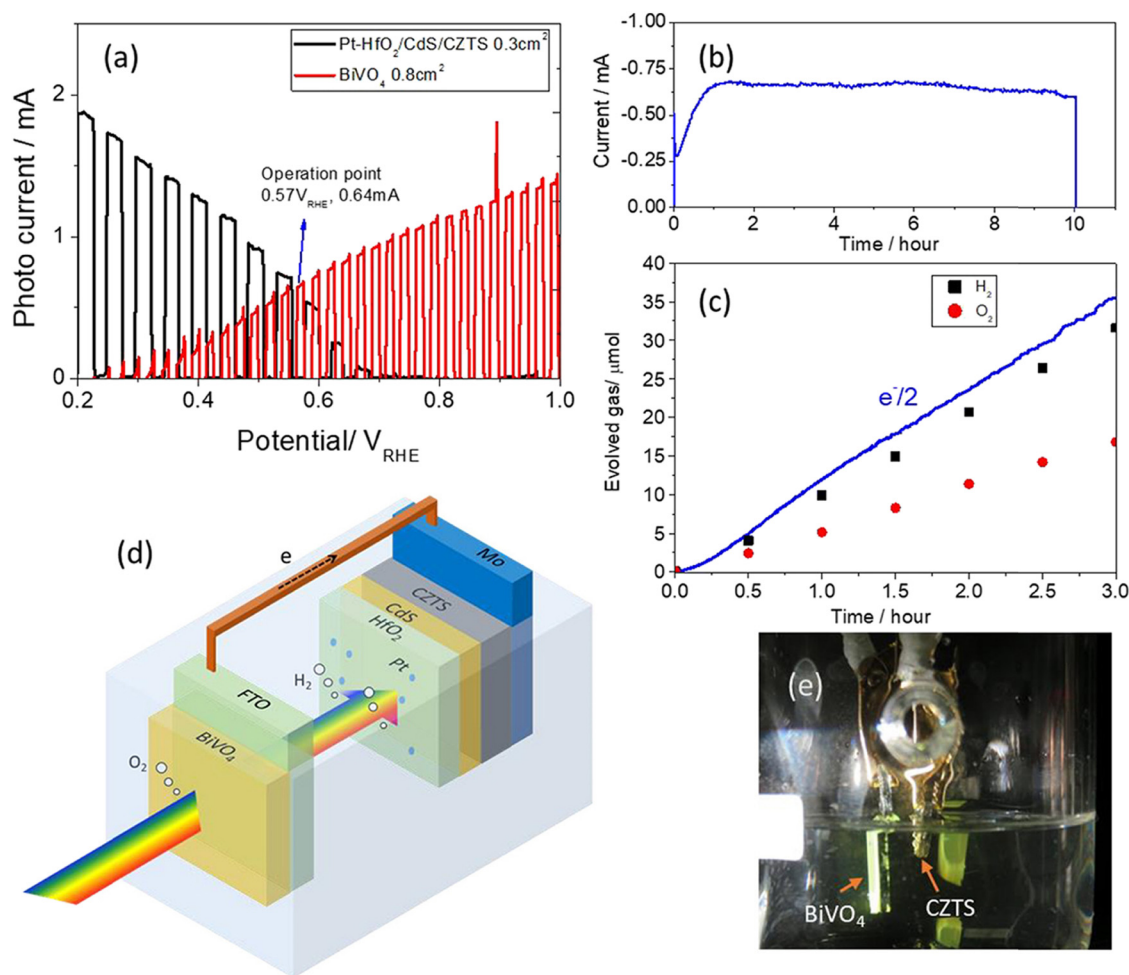 (a)
Pt-HfO₂/CdS/CZTS 0.3cm²
BiVO₄ 0.8cm²
Operation point
0.57V_RHE, 0.64mA
Photo current / mA
2
1
0
0.2 0.4 0.6 0.8 1.0
Potential/ V_RHE
(b)
Current / mA
-1.00
-0.75
-0.50
-0.25
0.00
0 2 4 6 8 10
Time / hour
(c)
H₂
O₂
e⁻/2
Evolved gas/ μmol
40
35
30
25
20
15
10
5
0
0.0 0.5 1.0 1.5 2.0 2.5 3.0
Time / hour
(d)
e
Mo
CZTS
CdS
HfO₂
Pt
H₂
FTO
BiVO₄
O₂
(e)
BiVO₄
CZTS